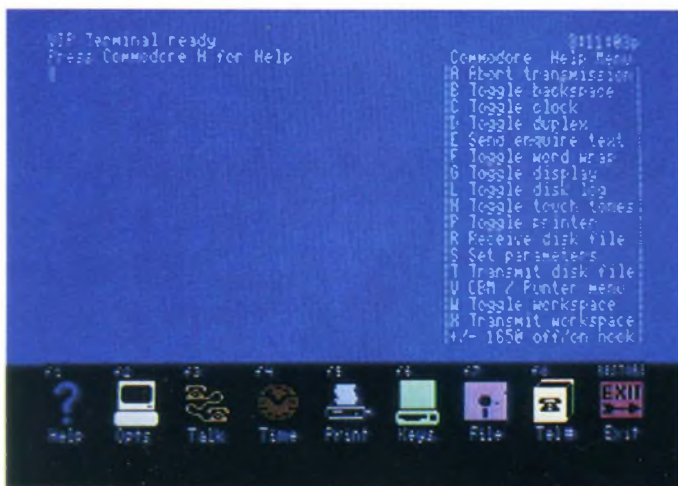 VIP Terminal ready
Press Commodore H for Help
8:11:03p
Commodore Help Menu
A Abort transmission
B Toggle backspace
C Toggle clock
D Toggle duplex
E Send enquire text
F Toggle word wrap
G Toggle display
L Toggle disk log
N Toggle touch tones
P Toggle printer
R Receive disk file
S Set parameters
T Transmit disk file
V CBM / Punter menu
W Toggle workspace
X Transmit workspace
+/- 1650 off/on hook
F1 F2 F3 F4 F5 F6 F7 F8 RESTORE
?
EXIT
Help Opts Talk Time Print Keys File Tel# Exit